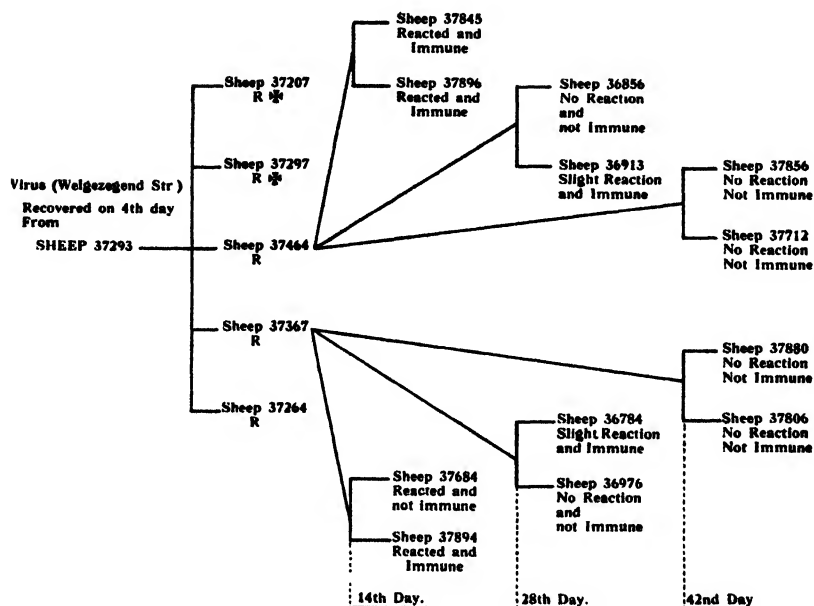 Virus (Welgezegend Str )
Recovered on 4th day
From
SHEEP 37293
Sheep 37207
R ✠
Sheep 37297
R ✠
Sheep 37464
R
Sheep 37367
R
Sheep 37264
R
Sheep 37845
Reacted and
Immune
Sheep 37896
Reacted and
Immune
Sheep 36856
No Reaction
and
not Immune
Sheep 36913
Slight Reaction
and Immune
Sheep 37856
No Reaction
Not Immune
Sheep 37712
No Reaction
Not Immune
Sheep 37880
No Reaction
Not Immune
Sheep 37806
No Reaction
Not Immune
Sheep 36784
Slight Reaction
and Immune
Sheep 36976
No Reaction
and
not Immune
Sheep 37684
Reacted and
not immune
Sheep 37894
Reacted and
Immune
14th Day.
28th Day.
42nd Day